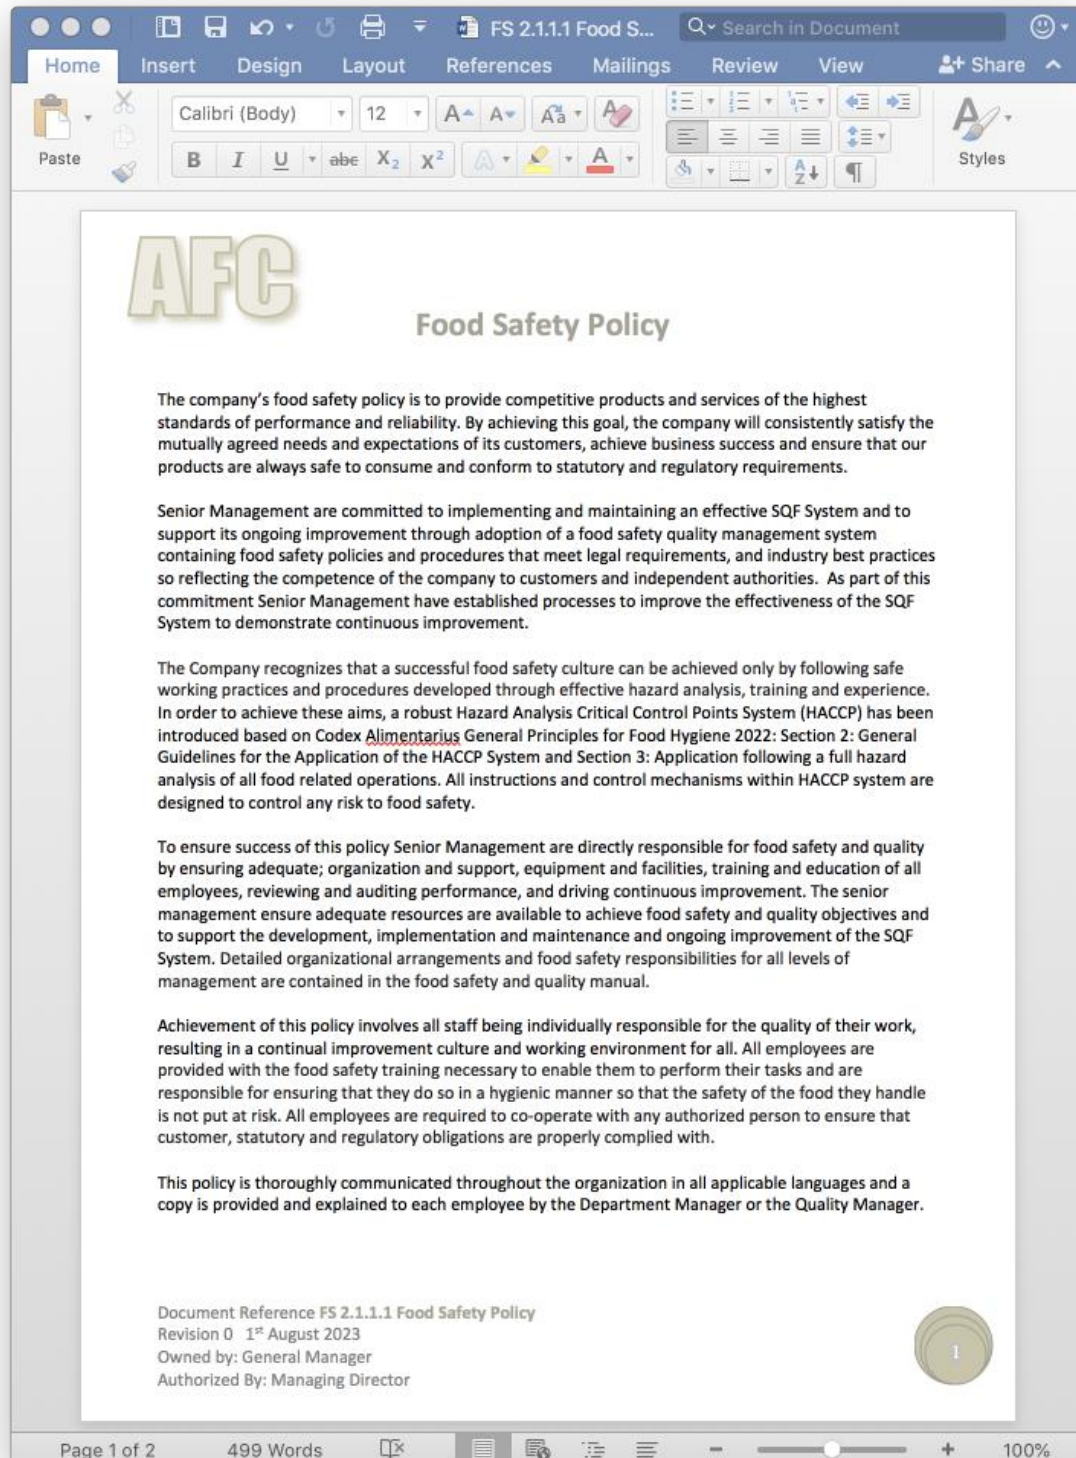 FS 2.1.1.1 Food S...
Search in Document
Home Insert Design Layout References Mailings Review View Share
Paste
Calibri (Body) 12
Styles
AFC
Food Safety Policy
The company's food safety policy is to provide competitive products and services of the highest
standards of performance and reliability. By achieving this goal, the company will consistently satisfy the
mutually agreed needs and expectations of its customers, achieve business success and ensure that our
products are always safe to consume and conform to statutory and regulatory requirements.
Senior Management are committed to implementing and maintaining an effective SQF System and to
support its ongoing improvement through adoption of a food safety quality management system
containing food safety policies and procedures that meet legal requirements, and industry best practices
so reflecting the competence of the company to customers and independent authorities.  As part of this
commitment Senior Management have established processes to improve the effectiveness of the SQF
System to demonstrate continuous improvement.
The Company recognizes that a successful food safety culture can be achieved only by following safe
working practices and procedures developed through effective hazard analysis, training and experience.
In order to achieve these aims, a robust Hazard Analysis Critical Control Points System (HACCP) has been
introduced based on Codex Alimentarius General Principles for Food Hygiene 2022: Section 2: General
Guidelines for the Application of the HACCP System and Section 3: Application following a full hazard
analysis of all food related operations. All instructions and control mechanisms within HACCP system are
designed to control any risk to food safety.
To ensure success of this policy Senior Management are directly responsible for food safety and quality
by ensuring adequate; organization and support, equipment and facilities, training and education of all
employees, reviewing and auditing performance, and driving continuous improvement. The senior
management ensure adequate resources are available to achieve food safety and quality objectives and
to support the development, implementation and maintenance and ongoing improvement of the SQF
System. Detailed organizational arrangements and food safety responsibilities for all levels of
management are contained in the food safety and quality manual.
Achievement of this policy involves all staff being individually responsible for the quality of their work,
resulting in a continual improvement culture and working environment for all. All employees are
provided with the food safety training necessary to enable them to perform their tasks and are
responsible for ensuring that they do so in a hygienic manner so that the safety of the food they handle
is not put at risk. All employees are required to co-operate with any authorized person to ensure that
customer, statutory and regulatory obligations are properly complied with.
This policy is thoroughly communicated throughout the organization in all applicable languages and a
copy is provided and explained to each employee by the Department Manager or the Quality Manager.
Document Reference FS 2.1.1.1 Food Safety Policy
Revision 0   1st August 2023
Owned by: General Manager
Authorized By: Managing Director
1
Page 1 of 2 499 Words 100%